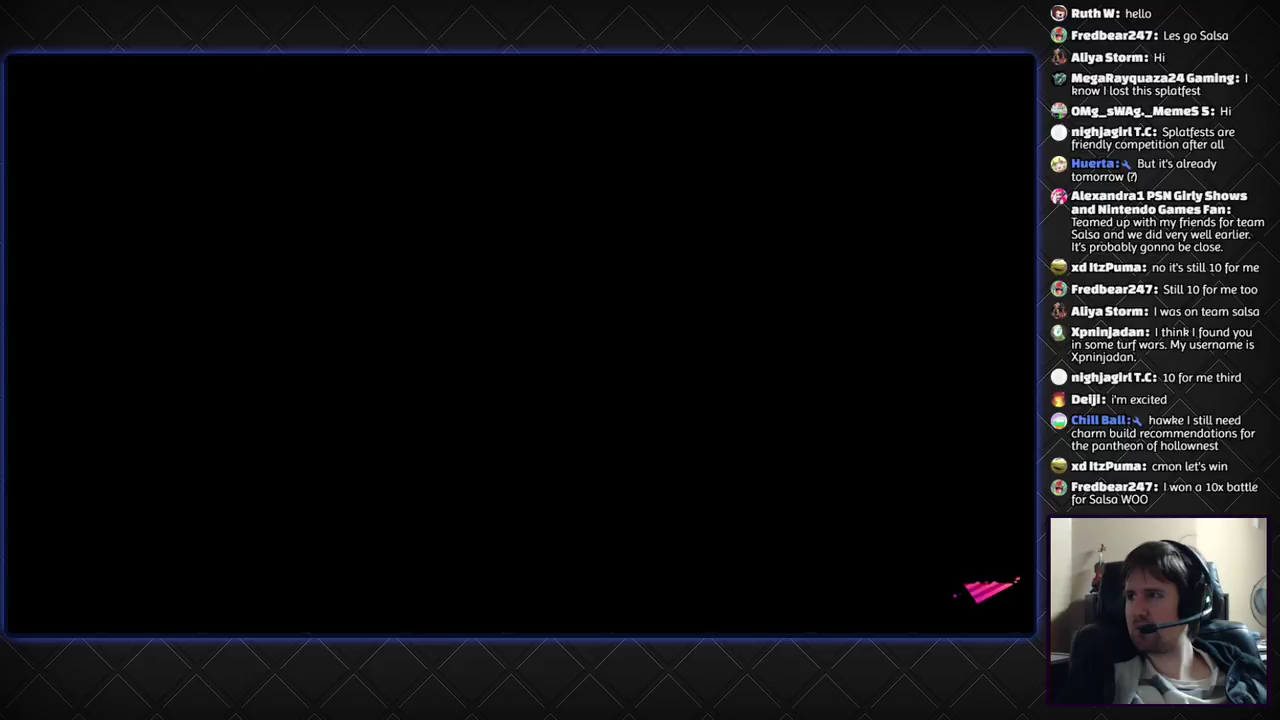 Ruth W: hello
Fredbear247: Les go Salsa
Aliya Storm: Hi
MegaRayquaza24 Gaming: I
know I lost this splatfest
OMg_sWAg._MemeS 5: Hi
nighjagirl T.C: Splatfests are
friendly competition after all
Huerta: But it's already
tomorrow (?)
Alexandra1 PSN Girly Shows
and Nintendo Games Fan:
Teamed up with my friends for team
Salsa and we did very well earlier.
It's probably gonna be close.
xd ItzPuma: no it's still 10 for me
Fredbear247: Still 10 for me too
Aliya Storm: I was on team salsa
Xpninjadan: I think I found you
in some turf wars. My username is
Xpninjadan.
nighjagirl T.C: 10 for me third
Deiji: i'm excited
Chill Ball: hawke I still need
charm build recommendations for
the pantheon of hollownest
xd ItzPuma: cmon let's win
Fredbear247: I won a 10x battle
for Salsa WOO